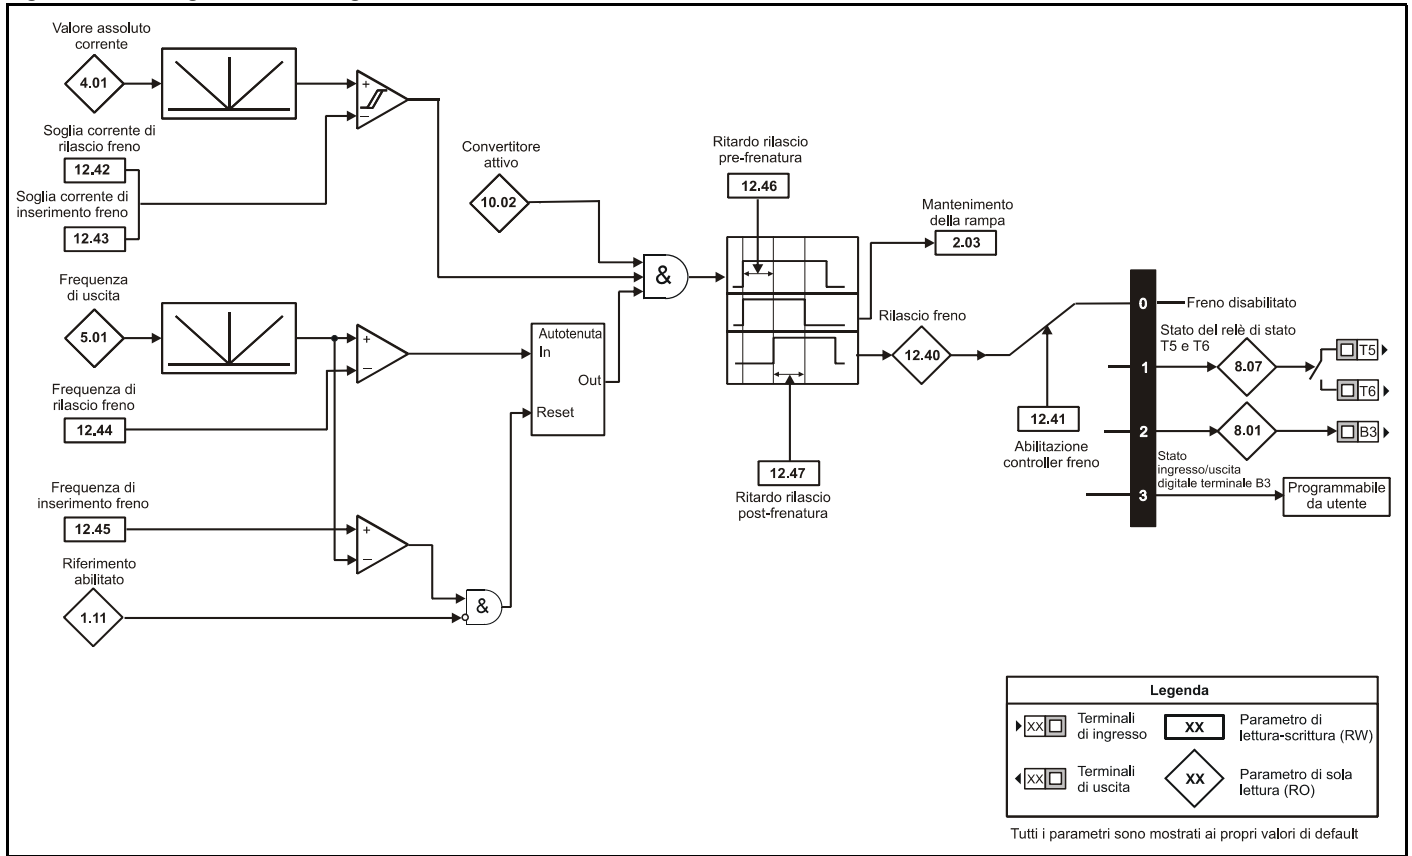 Valore assoluto
corrente
4.01
+
–
Soglia corrente di
rilascio freno
12.42
Soglia corrente di
inserimento freno
12.43
Convertitore
attivo
10.02
&
Ritardo rilascio
pre-frenatura
12.46
Mantenimento
della rampa
2.03
Frequenza
di uscita
5.01
+
–
Frequenza di
rilascio freno
12.44
Autotenuta
In
Out
Reset
Rilascio freno
12.40
12.47
Ritardo rilascio
post-frenatura
12.41
Abilitazione
controller freno
0
Freno disabilitato
Stato del relè di stato
T5 e T6
1
8.07
T5
T6
2
8.01
B3
Stato
ingresso/uscita
digitale terminale B3
3
Programmabile
da utente
Frequenza di
inserimento freno
12.45
+
–
Riferimento
abilitato
1.11
&
Legenda
XX
Terminali
di ingresso
XX
Parametro di
lettura-scrittura (RW)
XX
Terminali
di uscita
XX
Parametro di sola
lettura (RO)
Tutti i parametri sono mostrati ai propri valori di default